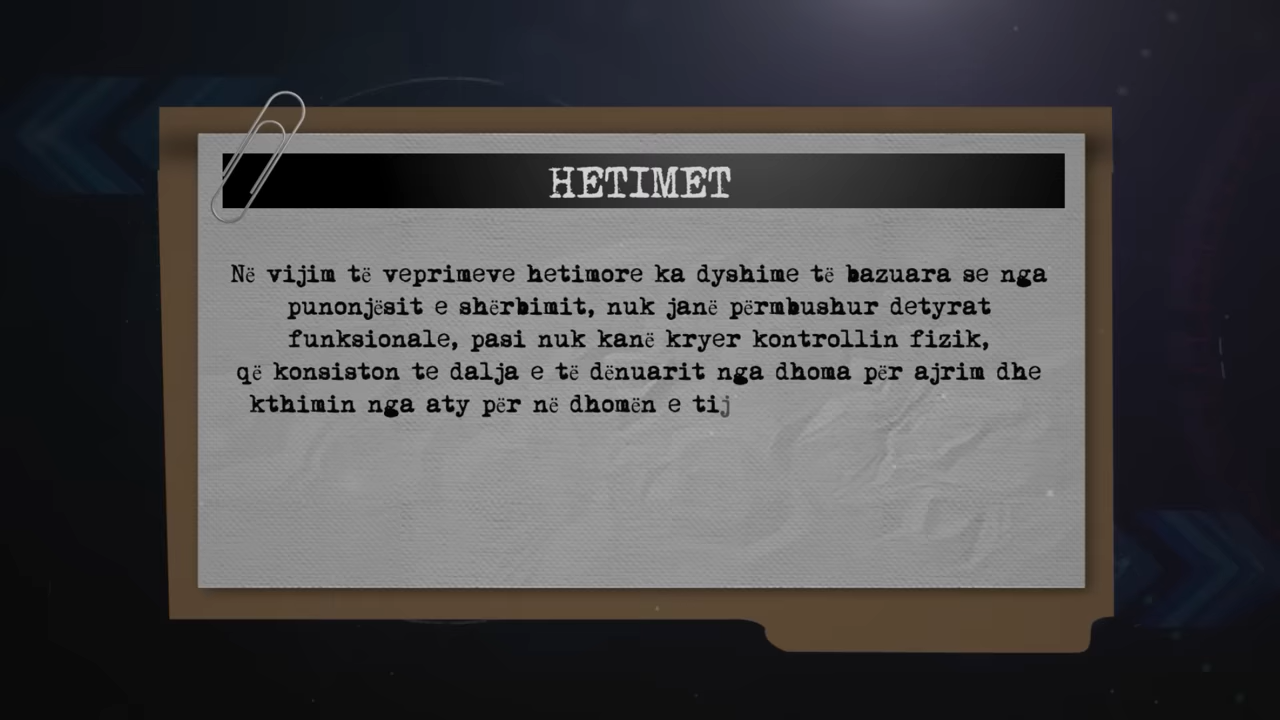 HETIMET
Në vijim të veprimeve hetimore ka dyshime të bazuara se nga
punonjësit e shërbimit, nuk janë përmbushur detyrat
funksionale, pasi nuk kanë kryer kontrollin fizik,
që konsiston te dalja e të dënuarit nga dhoma për ajrim dhe
kthimin nga aty për në dhomën e tij